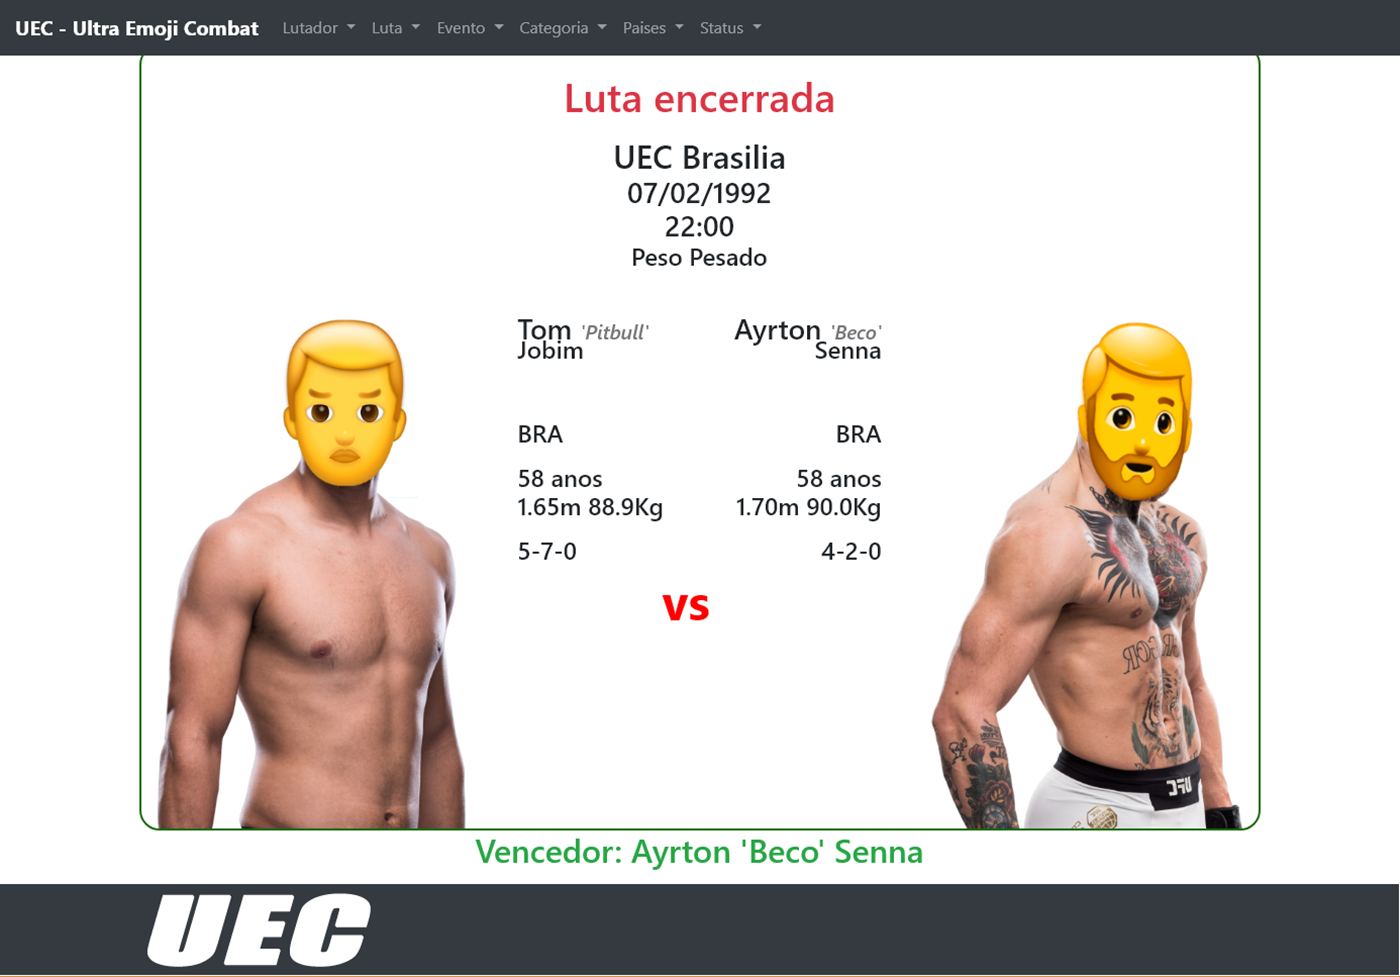 UEC - Ultra Emoji Combat Lutador Luta Evento Categoria Paises Status
Luta encerrada
UEC Brasilia
07/02/1992
22:00
Peso Pesado
Tom 'Pitbull'
Jobim
BRA
58 anos
1.65m 88.9Kg
5-7-0
Ayrton 'Beco'
Senna
BRA
58 anos
1.70m 90.0Kg
4-2-0
vs
Vencedor: Ayrton 'Beco' Senna
UEC